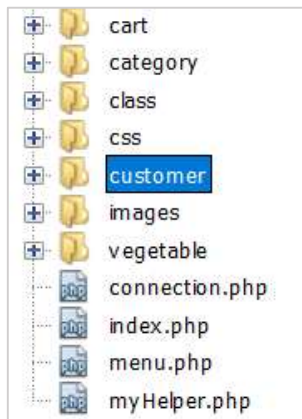 cart
category
class
css
customer
images
vegetable
connection.php
index.php
menu.php
myHelper.php